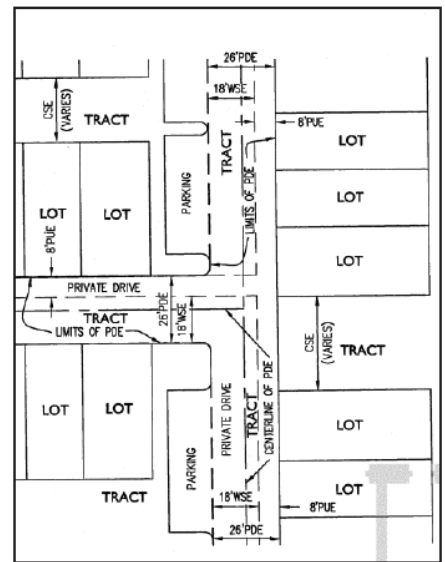 26'PDE
18'WSE
CSE
(VARIES)
TRACT
8'PUE
LOT
TRACT
PARKING
LOT
LOT
LOT
8'PUE
LIMITS OF PDE
LOT
PRIVATE DRIVE
TRACT
LIMITS OF PDE
26'PDE
18'WSE
CSE
(VARIES)
TRACT
LOT
LOT
PARKING
PRIVATE DRIVE
TRACT
CENTERLINE OF PDE
LOT
TRACT
18'WSE
LOT
8'PUE
26'PDE